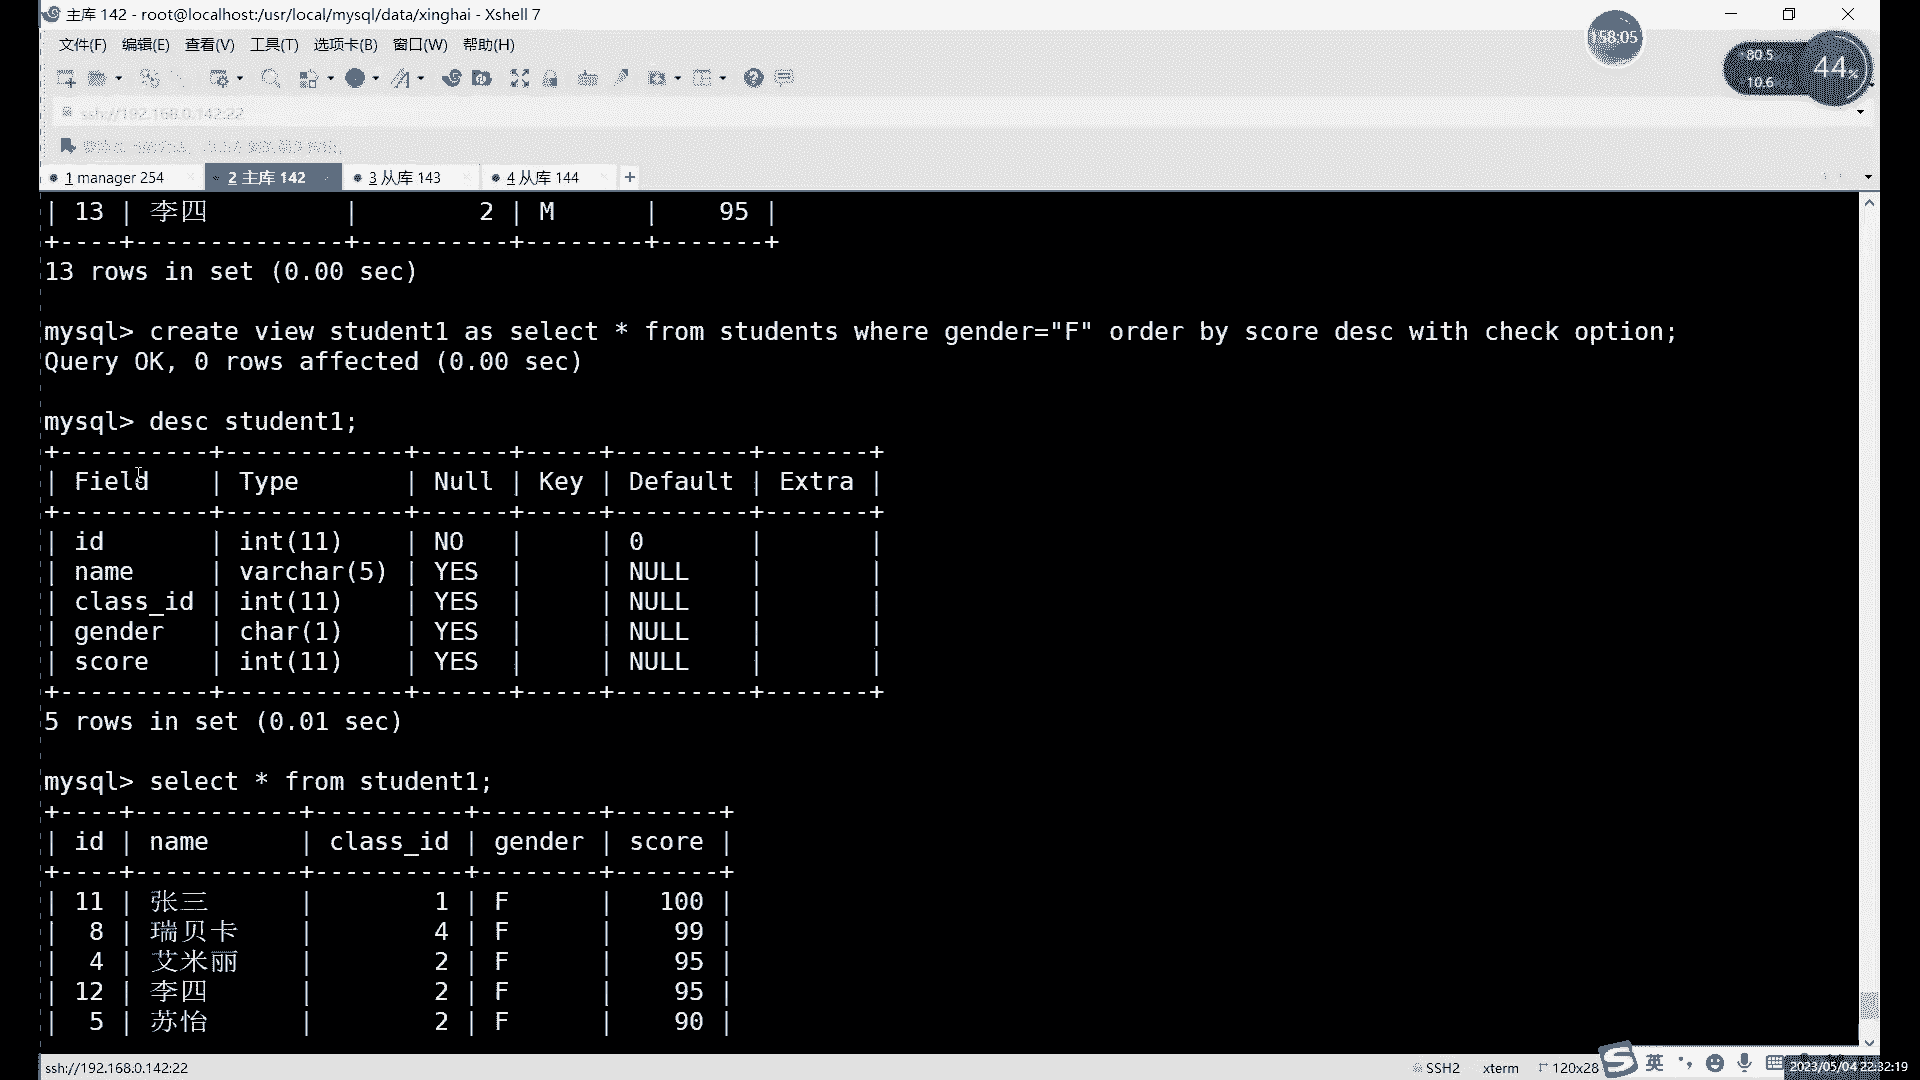 主库 142 - root@localhost:/usr/local/mysql/data/xinghai - Xshell 7
158:05
文件(F) 编辑(E) 查看(V) 工具(T) 选项卡(B) 窗口(W) 帮助(H)
80.5
10.6
44%
ssh://192.168.0.142:22
1 manager 254 2 主库 142 3 从库 143 4 从库 144 +
| 13 | 李四 | 2 | M | 95 |
+----+--------------+----------+--------+-------+
13 rows in set (0.00 sec)
mysql> create view student1 as select * from students where gender="F" order by score desc with check option;
Query OK, 0 rows affected (0.00 sec)
mysql> desc student1;
+----------+------------+------+-----+---------+-------+
| Field | Type | Null | Key | Default | Extra |
+----------+------------+------+-----+---------+-------+
| id | int(11) | NO | | 0 | |
| name | varchar(5) | YES | | NULL | |
| class_id | int(11) | YES | | NULL | |
| gender | char(1) | YES | | NULL | |
| score | int(11) | YES | | NULL | |
+----------+------------+------+-----+---------+-------+
5 rows in set (0.01 sec)
mysql> select * from student1;
+----+-----------+----------+--------+-------+
| id | name | class_id | gender | score |
+----+-----------+----------+--------+-------+
| 11 | 张三 | 1 | F | 100 |
| 8 | 瑞贝卡 | 4 | F | 99 |
| 4 | 艾米丽 | 2 | F | 95 |
| 12 | 李四 | 2 | F | 95 |
| 5 | 苏怡 | 2 | F | 90 |
ssh://192.168.0.142:22 SSH2 xterm 120x28 英 2023/05/04 22:32:19